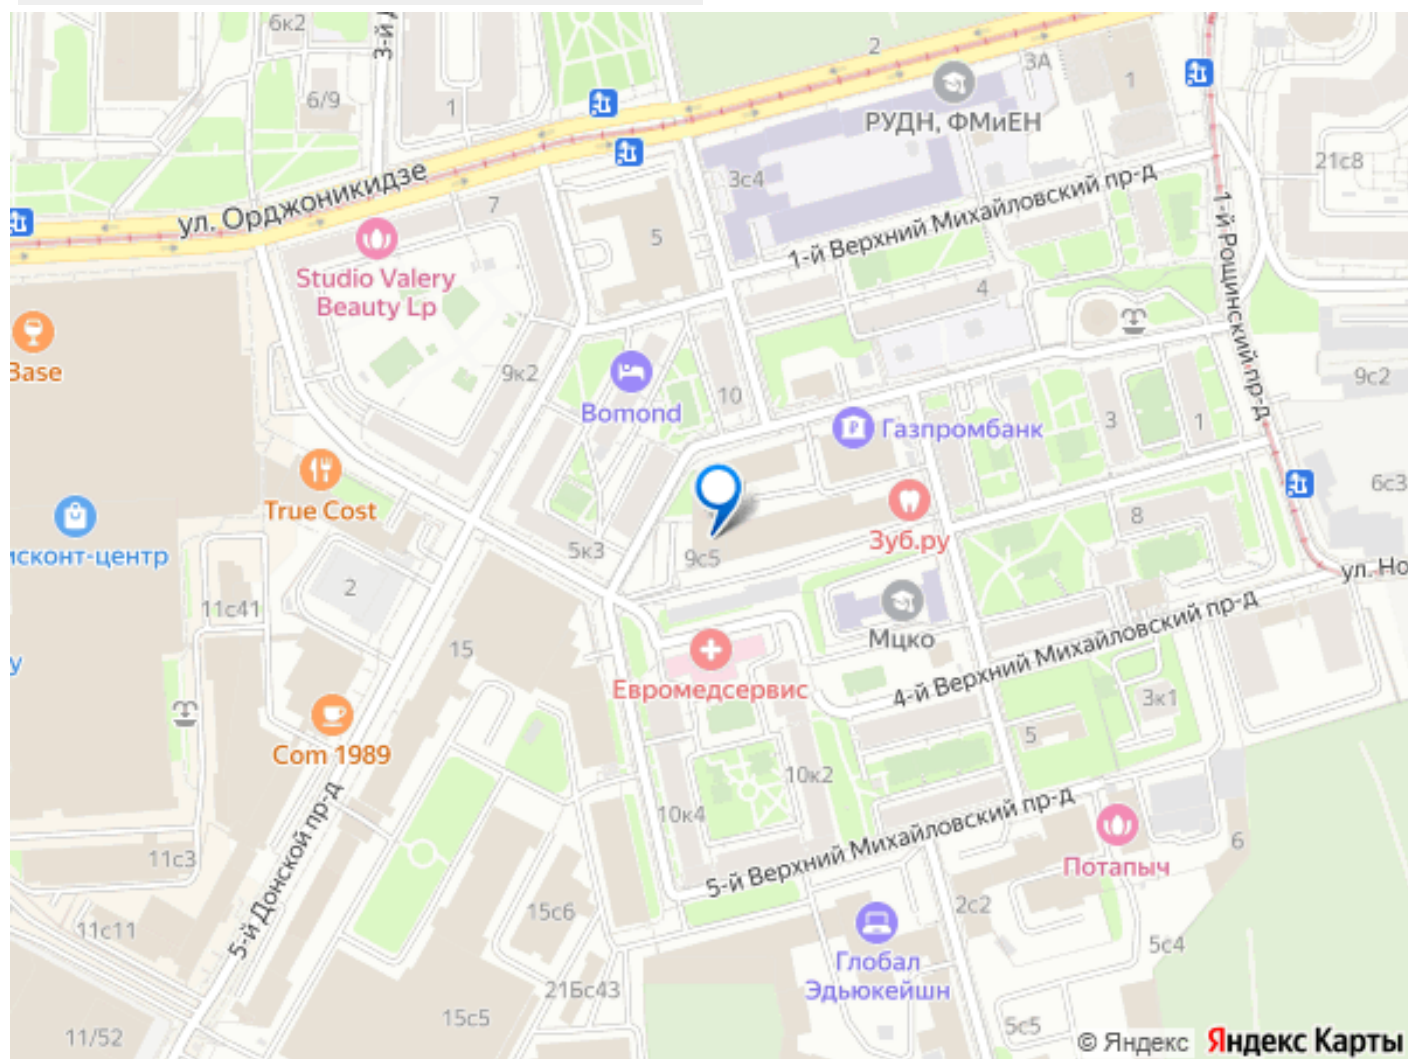 6к2
3-й
2
3А
1
6/9
1
РУДН, ФМиЕН
21с8
3с4
ул. Орджоникидзе
7
1-й Верхний Михайловский пр-д
1-й Рощинский пр-д
5
Studio Valery
Beauty Lp
4
Base
9к2
10
9с2
Bomond
3
1
Газпромбанк
True Cost
6с3
8
исконт-центр
5к3
9с5
Зуб.ру
ул. Но
2
11с41
Мцко
15
4-й Верхний Михайловский пр-д
у
Евромедсервис
3к1
5
Com 1989
10к2
10к4
5-й Верхний Михайловский пр-д
6
11с3
Потапыч
5-й Донской пр-д
15с6
2с2
11с11
5с4
Глобал
Эдьюкейшн
21Бс43
15с5
5с5
11/52
© Яндекс Яндекс Карты